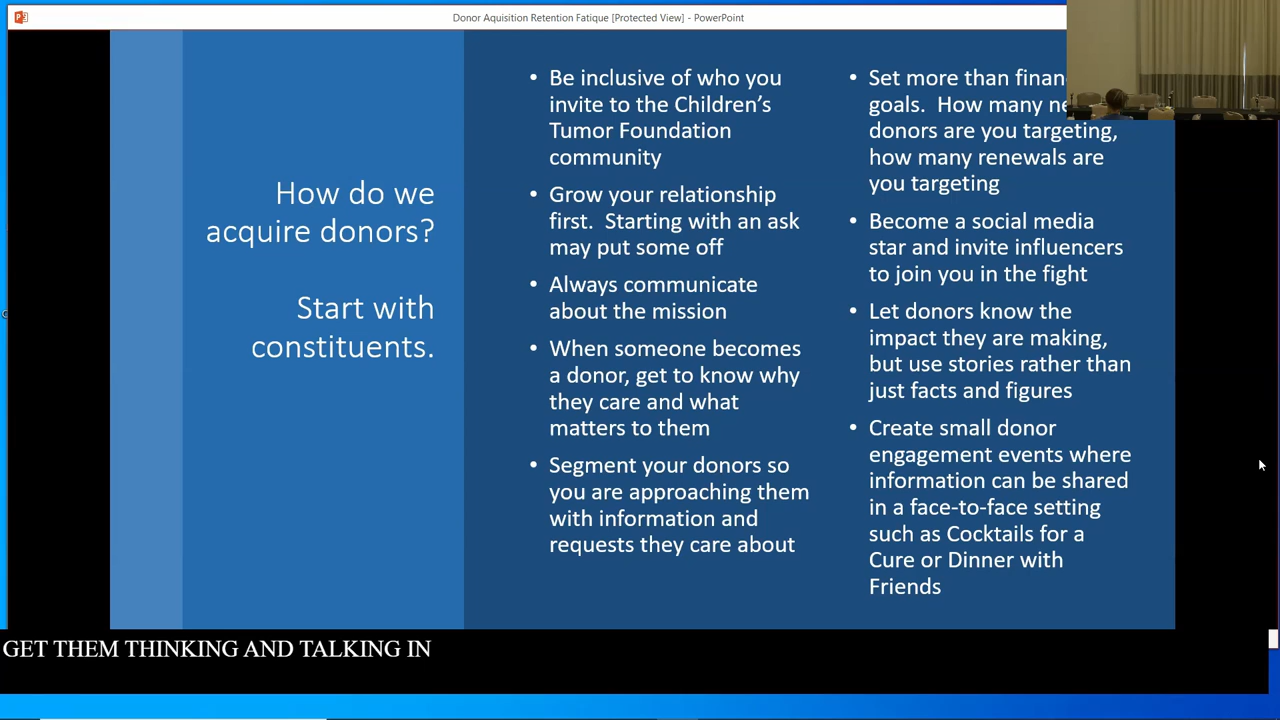 Donor Aquisition Retention Fatique [Protected View] - PowerPoint
How do we
acquire donors?
Start with
constituents.
• Be inclusive of who you
invite to the Children's
Tumor Foundation
community
• Grow your relationship
first. Starting with an ask
may put some off
• Always communicate
about the mission
• When someone becomes
a donor, get to know why
they care and what
matters to them
• Segment your donors so
you are approaching them
with information and
requests they care about
• Set more than
goals. How many
donors are you targeting,
how many renewals are
you targeting
• Become a social media
star and invite influencers
to join you in the fight
• Let donors know the
impact they are making,
but use stories rather than
just facts and figures
• Create small donor
engagement events where
information can be shared
in a face-to-face setting
such as Cocktails for a
Cure or Dinner with
Friends
GET THEM THINKING AND TALKING IN